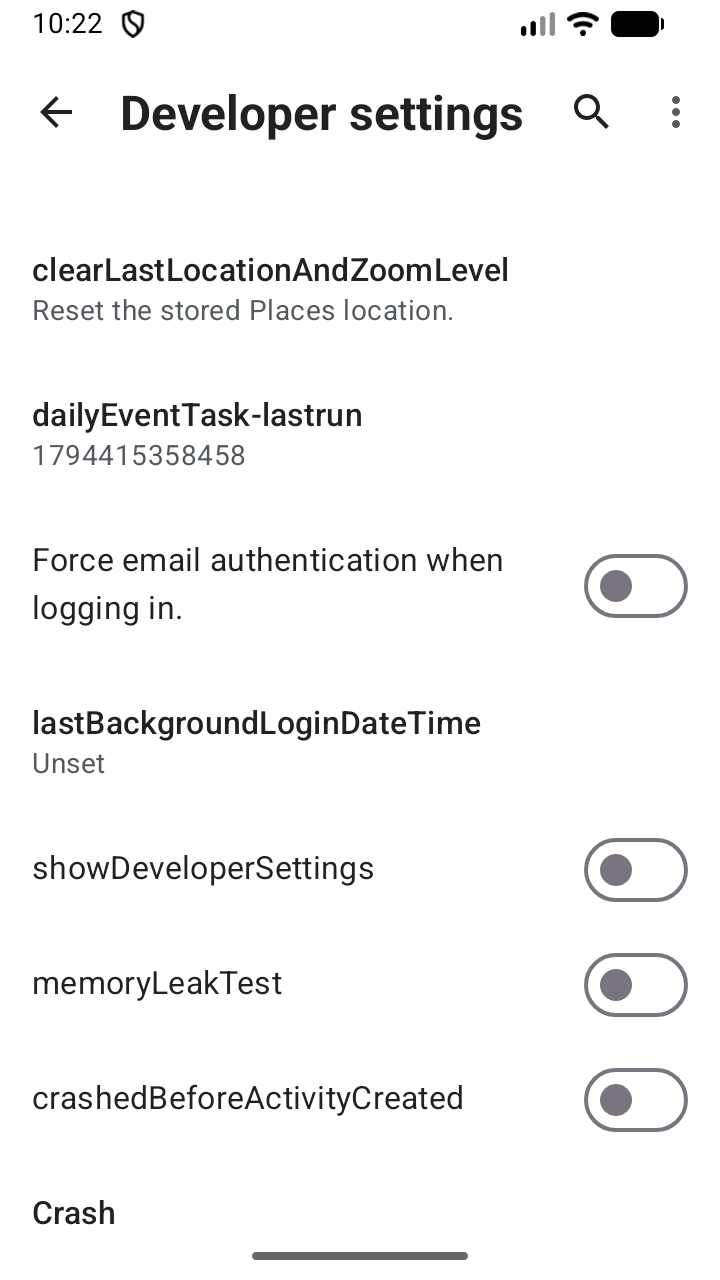 10:22
Developer settings
clearLastLocationAndZoomLevel
Reset the stored Places location.
dailyEventTask-lastrun
1794415358458
Force email authentication when
logging in.
lastBackgroundLoginDateTime
Unset
showDeveloperSettings
memoryLeakTest
crashedBeforeActivityCreated
Crash